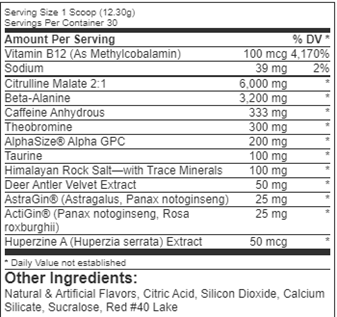 Serving Size 1 Scoop (12.30g)
Servings Per Container 30
Amount Per Serving % DV *
Vitamin B12 (As Methylcobalamin) 100 mcg 4,170%
Sodium 39 mg 2%
Citrulline Malate 2:1 6,000 mg *
Beta-Alanine 3,200 mg *
Caffeine Anhydrous 333 mg *
Theobromine 300 mg *
AlphaSize® Alpha GPC 200 mg *
Taurine 100 mg *
Himalayan Rock Salt—with Trace Minerals 100 mg *
Deer Antler Velvet Extract 50 mg *
AstraGin® (Astragalus, Panax notoginseng) 25 mg *
ActiGin® (Panax notoginseng, Rosa 25 mg *
roxburghii)
Huperzine A (Huperzia serrata) Extract 50 mcg *
* Daily Value not established
Other Ingredients:
Natural & Artificial Flavors, Citric Acid, Silicon Dioxide, Calcium
Silicate, Sucralose, Red #40 Lake